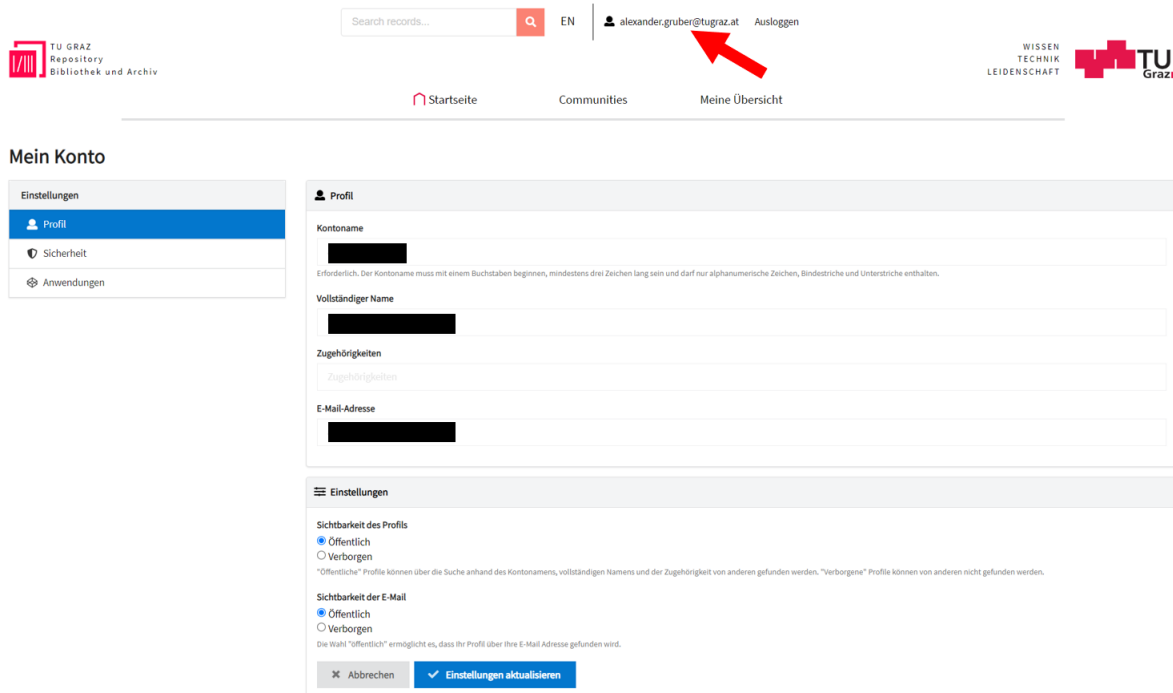 Search records...
EN
alexander.gruber@tugraz.at
Ausloggen
TU GRAZ
Repository
Bibliothek und Archiv
WISSEN
TECHNIK
LEIDENSCHAFT
TU
Graz
Startseite
Communities
Meine Übersicht
Mein Konto
Einstellungen
Profil
Sicherheit
Anwendungen
Profil
Kontoname
Erforderlich. Der Kontoname muss mit einem Buchstaben beginnen, mindestens drei Zeichen lang sein und darf nur alphanumerische Zeichen, Bindestriche und Unterstriche enthalten.
Vollständiger Name
Zugehörigkeiten
Zugehörigkeiten
E-Mail-Adresse
Einstellungen
Sichtbarkeit des Profils
Öffentlich
Verborgen
"Öffentliche" Profile können über die Suche anhand des Kontonamens, vollständigen Namens und der Zugehörigkeit von anderen gefunden werden. "Verborgene" Profile können von anderen nicht gefunden werden.
Sichtbarkeit der E-Mail
Öffentlich
Verborgen
Die Wahl "öffentlich" ermöglicht es, dass Ihr Profil über Ihre E-Mail Adresse gefunden wird.
Abbrechen
Einstellungen aktualisieren